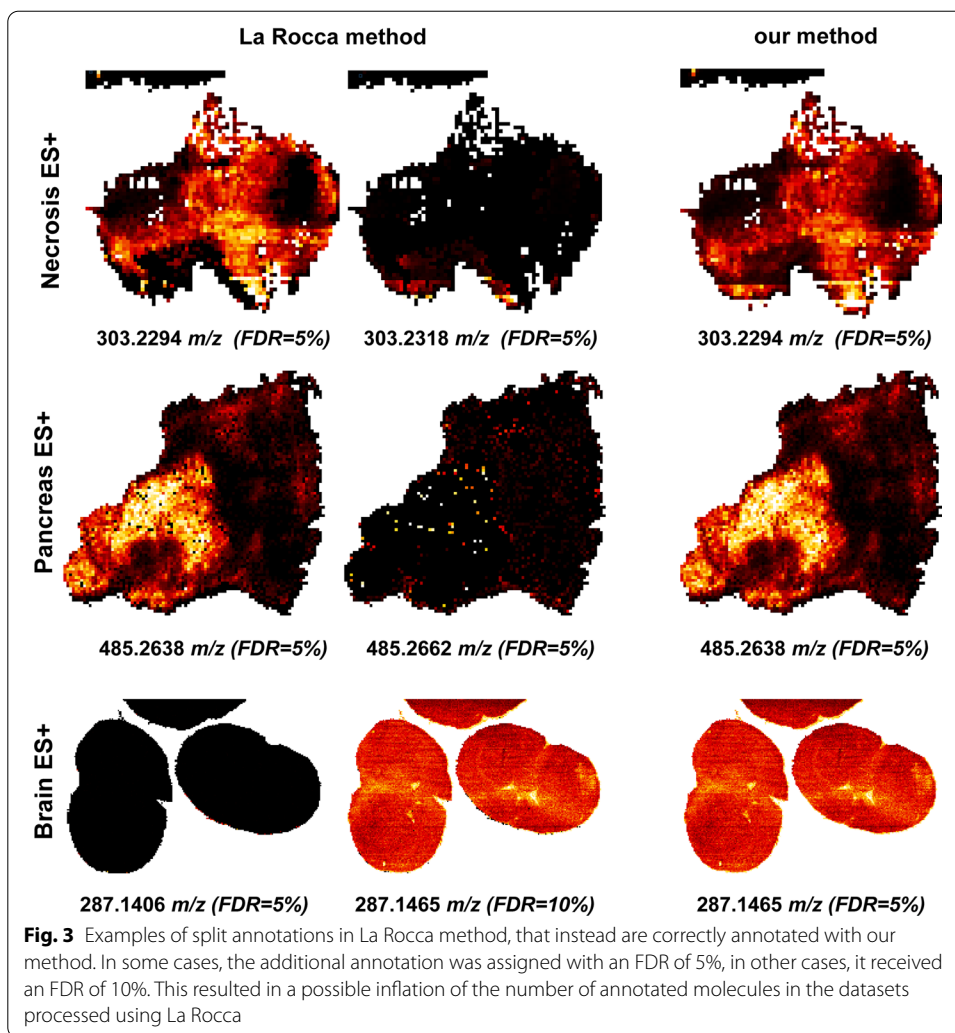 La Rocca method our method
Necrosis ES+
303.2294 m/z (FDR=5%) 303.2318 m/z (FDR=5%) 303.2294 m/z (FDR=5%)
Pancreas ES+
485.2638 m/z (FDR=5%) 485.2662 m/z (FDR=5%) 485.2638 m/z (FDR=5%)
Brain ES+
287.1406 m/z (FDR=5%) 287.1465 m/z (FDR=10%) 287.1465 m/z (FDR=5%)
Fig. 3 Examples of split annotations in La Rocca method, that instead are correctly annotated with our
method. In some cases, the additional annotation was assigned with an FDR of 5%, in other cases, it received
an FDR of 10%. This resulted in a possible inflation of the number of annotated molecules in the datasets
processed using La Rocca